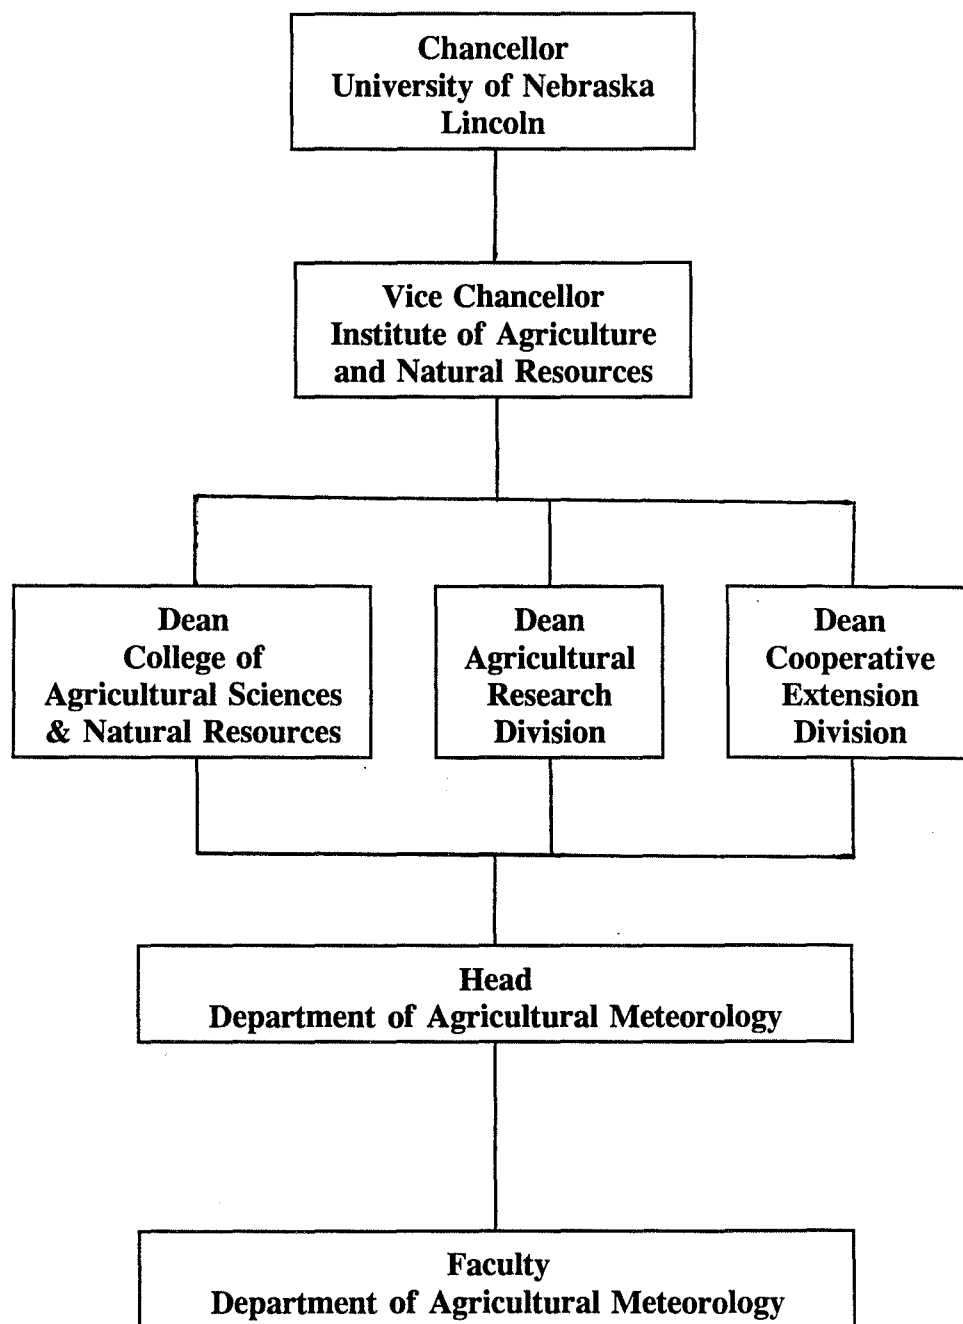 Chancellor
University of Nebraska
Lincoln
Vice Chancellor
Institute of Agriculture
and Natural Resources
Dean
College of
Agricultural Sciences
& Natural Resources
Dean
Agricultural
Research
Division
Dean
Cooperative
Extension
Division
Head
Department of Agricultural Meteorology
Faculty
Department of Agricultural Meteorology